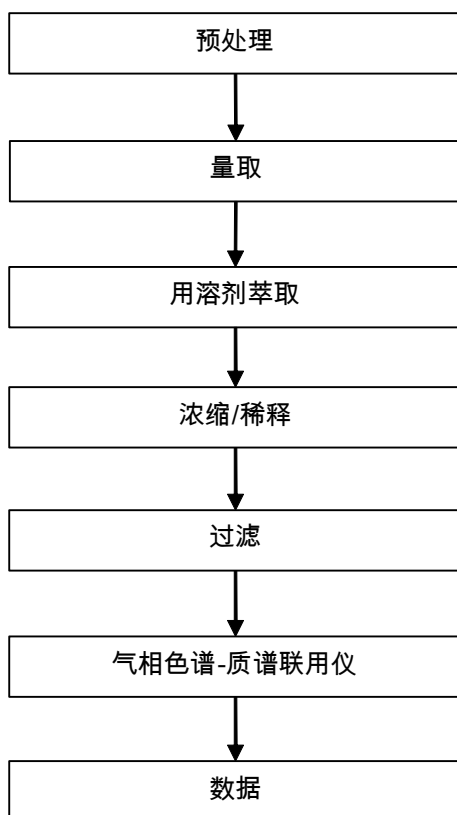 预处理
量取
用溶剂萃取
浓缩/稀释
过滤
气相色谱-质谱联用仪
数据